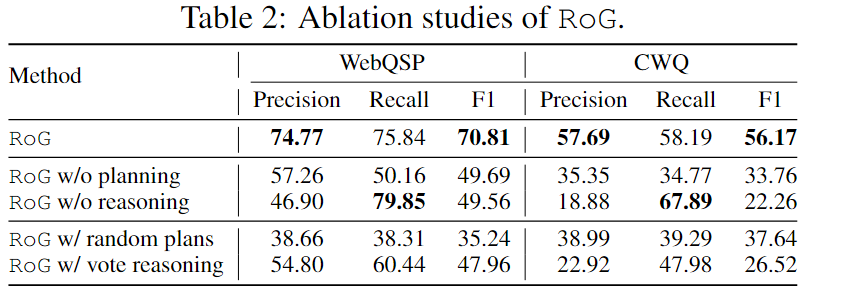 Table 2: Ablation studies of RoG.
Method WebQSP CWQ
Precision Recall F1 Precision Recall F1
RoG 74.77 75.84 70.81 57.69 58.19 56.17
RoG w/o planning 57.26 50.16 49.69 35.35 34.77 33.76
RoG w/o reasoning 46.90 79.85 49.56 18.88 67.89 22.26
RoG w/ random plans 38.66 38.31 35.24 38.99 39.29 37.64
RoG w/ vote reasoning 54.80 60.44 47.96 22.92 47.98 26.52